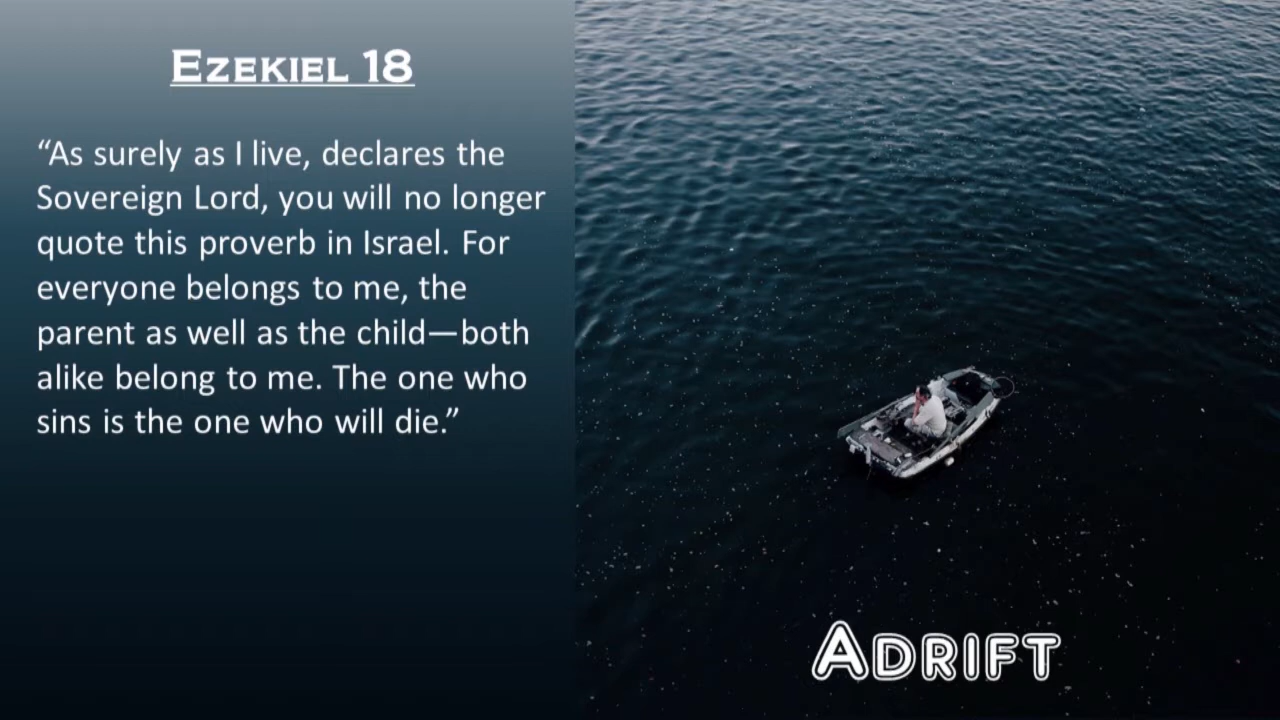 Ezekiel 18
“As surely as I live, declares the
Sovereign Lord, you will no longer
quote this proverb in Israel. For
everyone belongs to me, the
parent as well as the child—both
alike belong to me. The one who
sins is the one who will die.”
Adrift